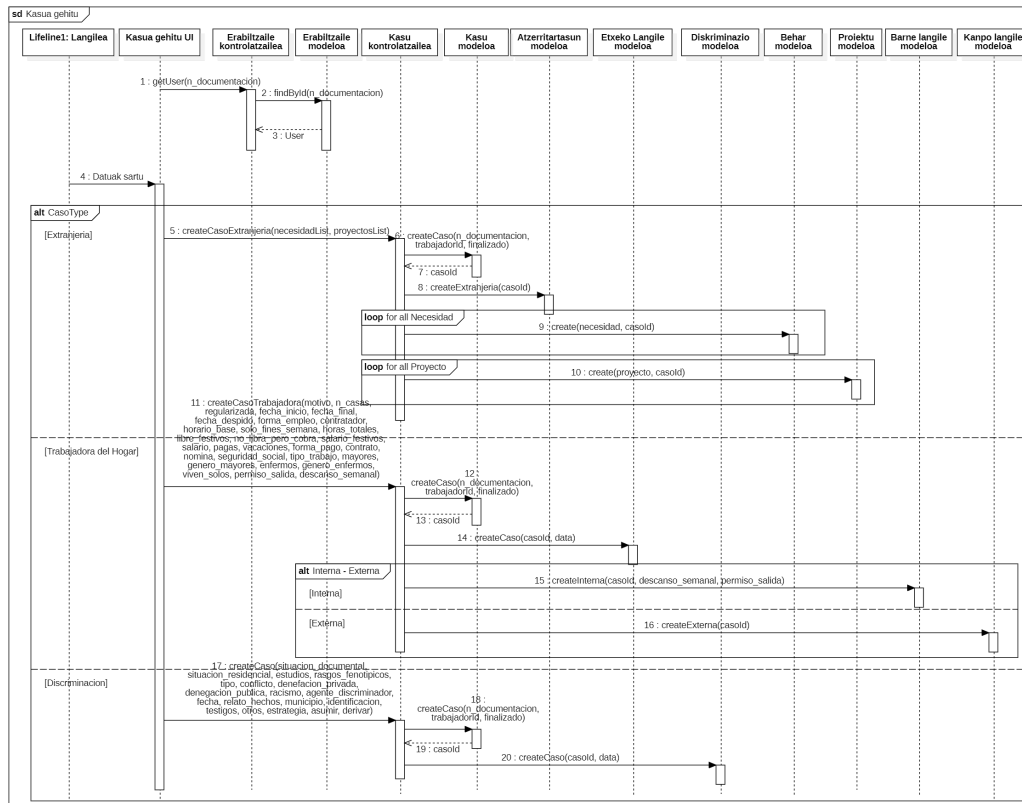 sd Kasua gehitu
Lifeline1: Langilea
Kasua gehitu UI
Erabiltzaile
kontrolatzailea
Erabiltzaile
modeloa
Kasu
kontrolatzailea
Kasu
modeloa
Atzerritartasun
modeloa
Etxeko Langile
modeloa
Diskriminazio
modeloa
Behar
modeloa
Proiektu
modeloa
Barne langile
modeloa
Kanpo langile
modeloa
1 : getUser(n_documentacion)
2 : findById(n_documentacion)
3 : User
4 : Datuak sartu
alt CasoType
[Extranjeria]
5 : createCasoExtranjeria(necesidadList, proyectosList)
6 : createCaso(n_documentacion,
trabajadorId, finalizado)
7 : casoId
8 : createExtranjeria(casoId)
loop for all Necesidad
9 : create(necesidad, casoId)
loop for all Proyecto
10 : create(proyecto, casoId)
11 : createCasoTrabajadora(motivo, n_casas,
regularizada, fecha_inicio, fecha_final,
fecha_despido, forma_empleo, contratador,
horario_base, solo_fines_semana, horas_totales,
libre_festivos, no_libra_pero_cobra, salario_festivos,
salario, pagas, vacaciones, forma_pago, contrato,
nomina, seguridad_social, tipo_trabajo, mayores,
genero_mayores, enfermos, genero_enfermos,
viven_solos, permiso_salida, descanso_semanal)
[Trabajadora del Hogar]
12 :
createCaso(n_documentacion,
trabajadorId, finalizado)
13 : casoId
14 : createCaso(casoId, data)
alt Interna - Externa
15 : createInterna(casoId, descanso_semanal, permiso_salida)
[Interna]
[Externa]
16 : createExterna(casoId)
17 : createCaso(situacion_documental,
situacion_residencial, estudios, rasgos_fenotipicos,
tipo, conflicto, denefacion_privada,
denegacion_publica, racismo, agente_discriminador,
fecha, relato_hechos, municipio, identificacion,
testigos, otros, estrategia, asumir, derivar)
[Discriminacion]
18 :
createCaso(n_documentacion,
trabajadorId, finalizado)
19 : casoId
20 : createCaso(casoId, data)